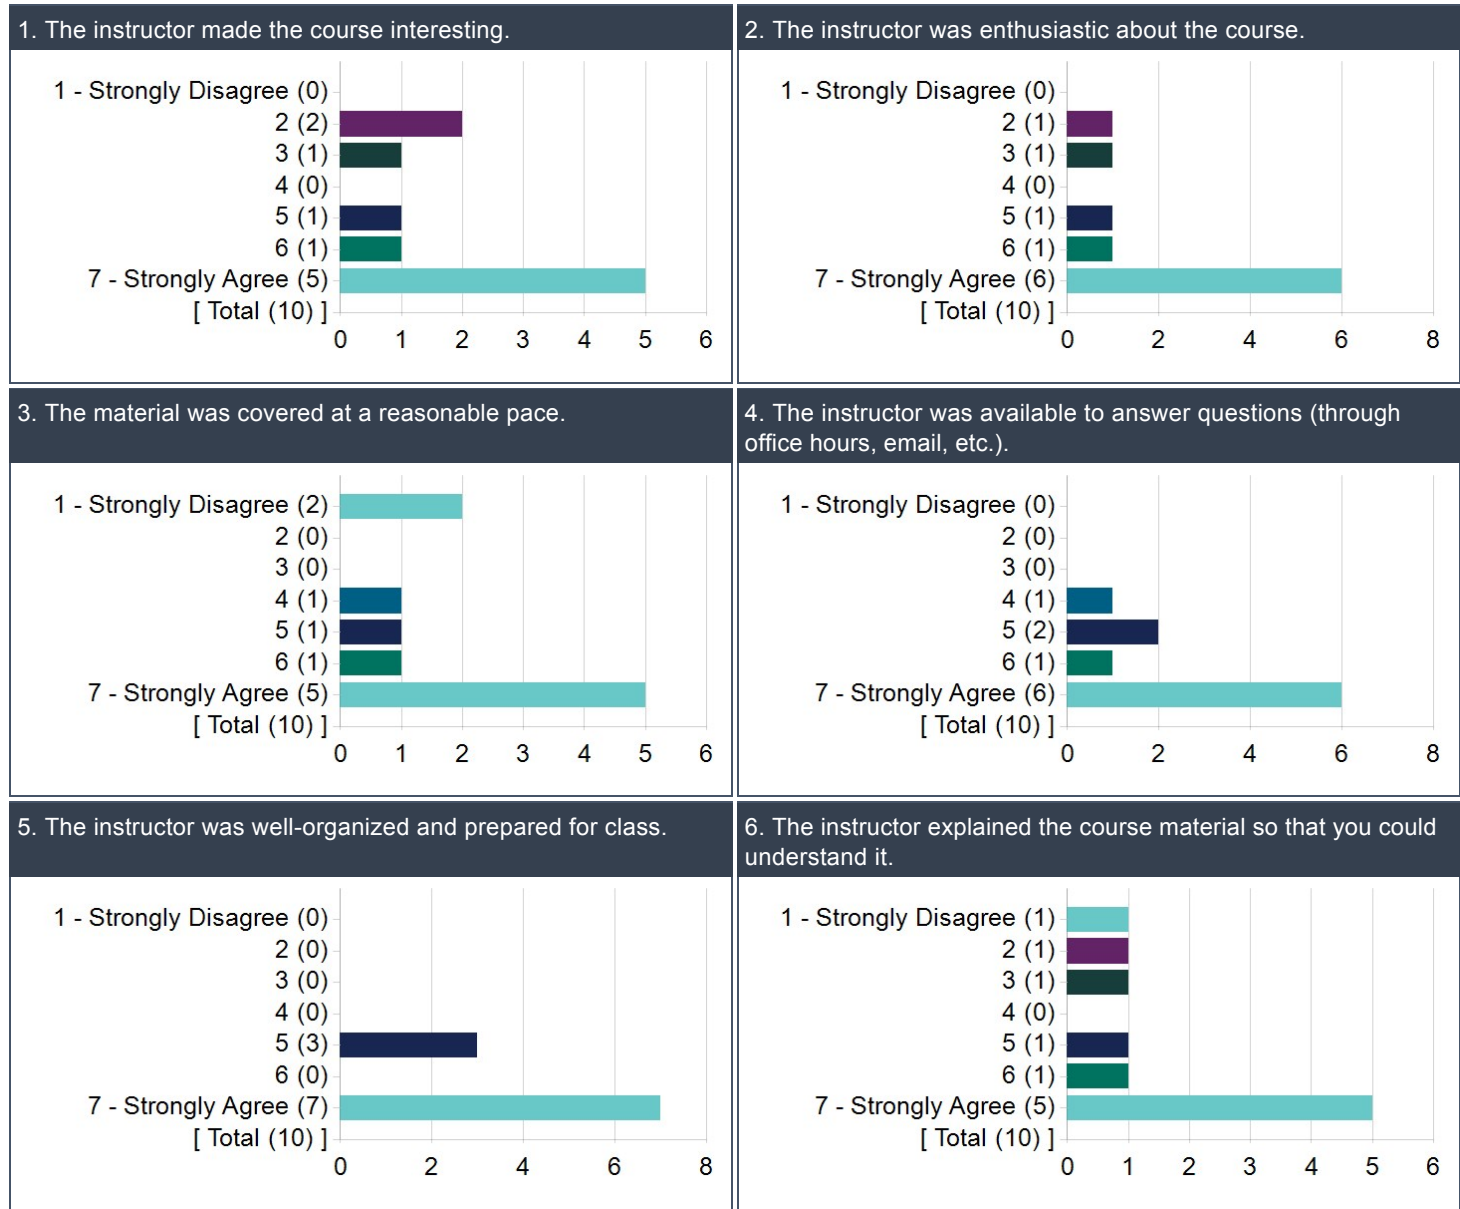 1. The instructor made the course interesting.
1 - Strongly Disagree (0)
2 (2)
3 (1)
4 (0)
5 (1)
6 (1)
7 - Strongly Agree (5)
[ Total (10) ]
0 1 2 3 4 5 6
2. The instructor was enthusiastic about the course.
1 - Strongly Disagree (0)
2 (1)
3 (1)
4 (0)
5 (1)
6 (1)
7 - Strongly Agree (6)
[ Total (10) ]
0 2 4 6 8
3. The material was covered at a reasonable pace.
1 - Strongly Disagree (2)
2 (0)
3 (0)
4 (1)
5 (1)
6 (1)
7 - Strongly Agree (5)
[ Total (10) ]
0 1 2 3 4 5 6
4. The instructor was available to answer questions (through
office hours, email, etc.).
1 - Strongly Disagree (0)
2 (0)
3 (0)
4 (1)
5 (2)
6 (1)
7 - Strongly Agree (6)
[ Total (10) ]
0 2 4 6 8
5. The instructor was well-organized and prepared for class.
1 - Strongly Disagree (0)
2 (0)
3 (0)
4 (0)
5 (3)
6 (0)
7 - Strongly Agree (7)
[ Total (10) ]
0 2 4 6 8
6. The instructor explained the course material so that you could
understand it.
1 - Strongly Disagree (1)
2 (1)
3 (1)
4 (0)
5 (1)
6 (1)
7 - Strongly Agree (5)
[ Total (10) ]
0 1 2 3 4 5 6